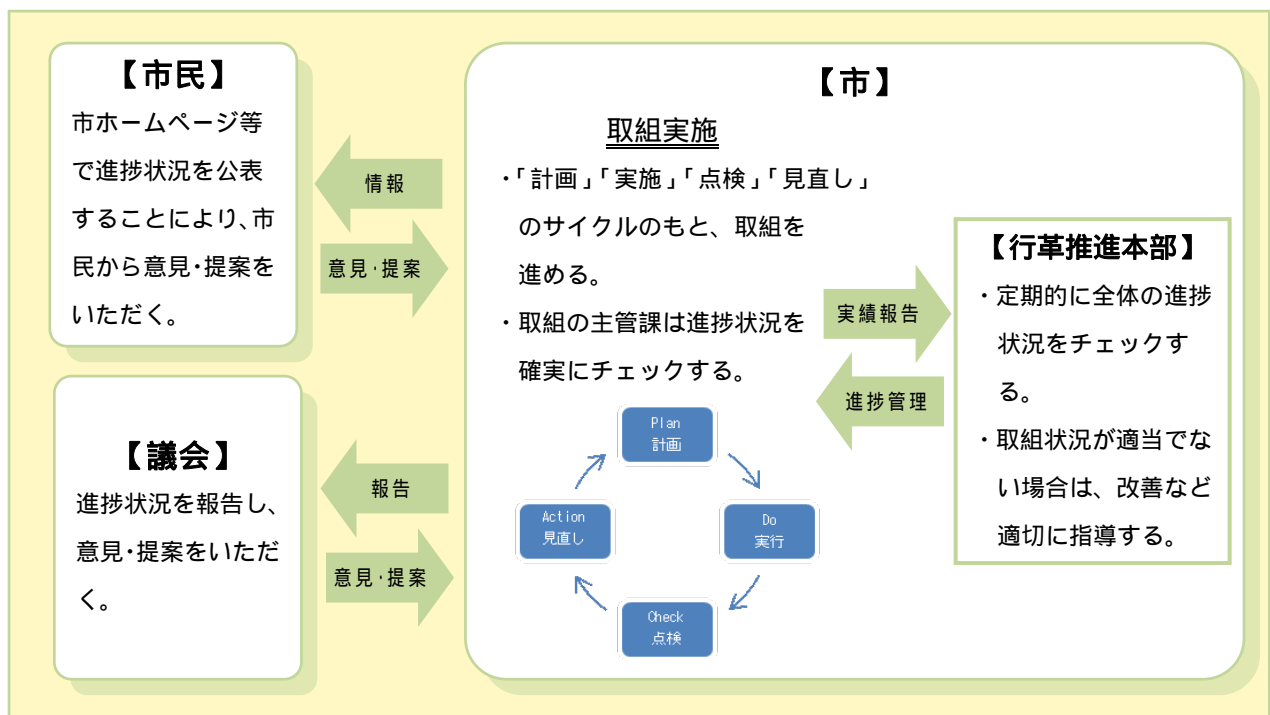 【市民】
市ホームページ等
で進捗状況を公表
することにより、市
民から意見・提案を
いただく。
情報
意見・提案
【議会】
進捗状況を報告し、
意見・提案をいただ
く。
報告
意見・提案
【市】
取組実施
・「計画」「実施」「点検」「見直し」
のサイクルのもと、取組を
進める。
・取組の主管課は進捗状況を
確実にチェックする。
Plan
計画
Do
実行
Check
点検
Action
見直し
実績報告
進捗管理
【行革推進本部】
・定期的に全体の進捗
状況をチェックす
る。
・取組状況が適当でな
い場合は、改善など
適切に指導する。